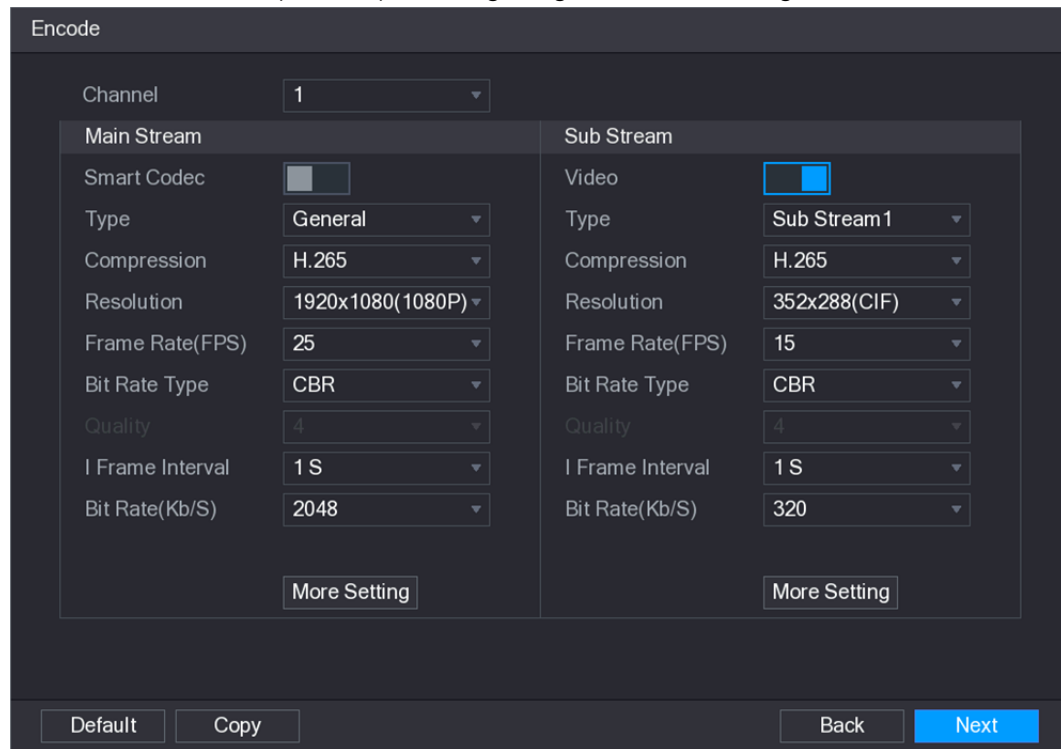 Encode
Channel 1
Main Stream Sub Stream
Smart Codec Video
Type General Type Sub Stream1
Compression H.265 Compression H.265
Resolution 1920x1080(1080P) Resolution 352x288(CIF)
Frame Rate(FPS) 25 Frame Rate(FPS) 15
Bit Rate Type CBR Bit Rate Type CBR
Quality 4 Quality 4
I Frame Interval 1 S I Frame Interval 1 S
Bit Rate(Kb/S) 2048 Bit Rate(Kb/S) 320
More Setting More Setting
Default Copy Back Next